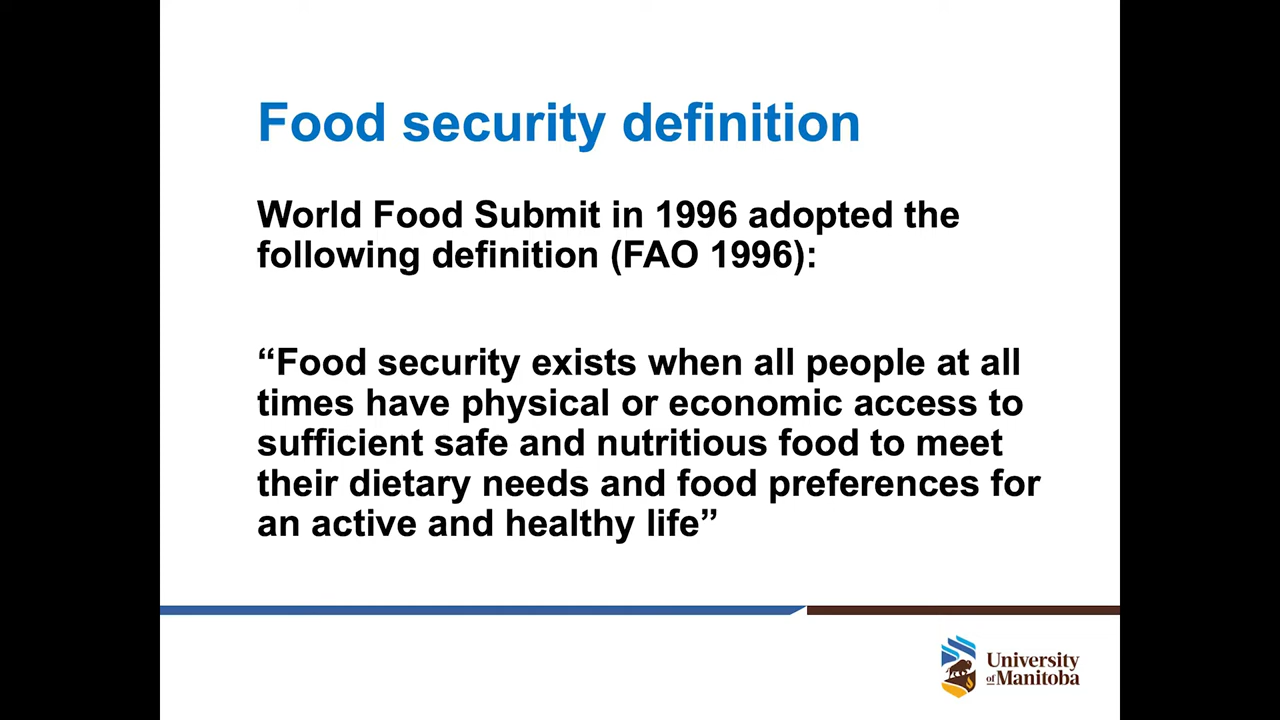 Food security definition
World Food Submit in 1996 adopted the
following definition (FAO 1996):
“Food security exists when all people at all
times have physical or economic access to
sufficient safe and nutritious food to meet
their dietary needs and food preferences for
an active and healthy life”
University
of Manitoba